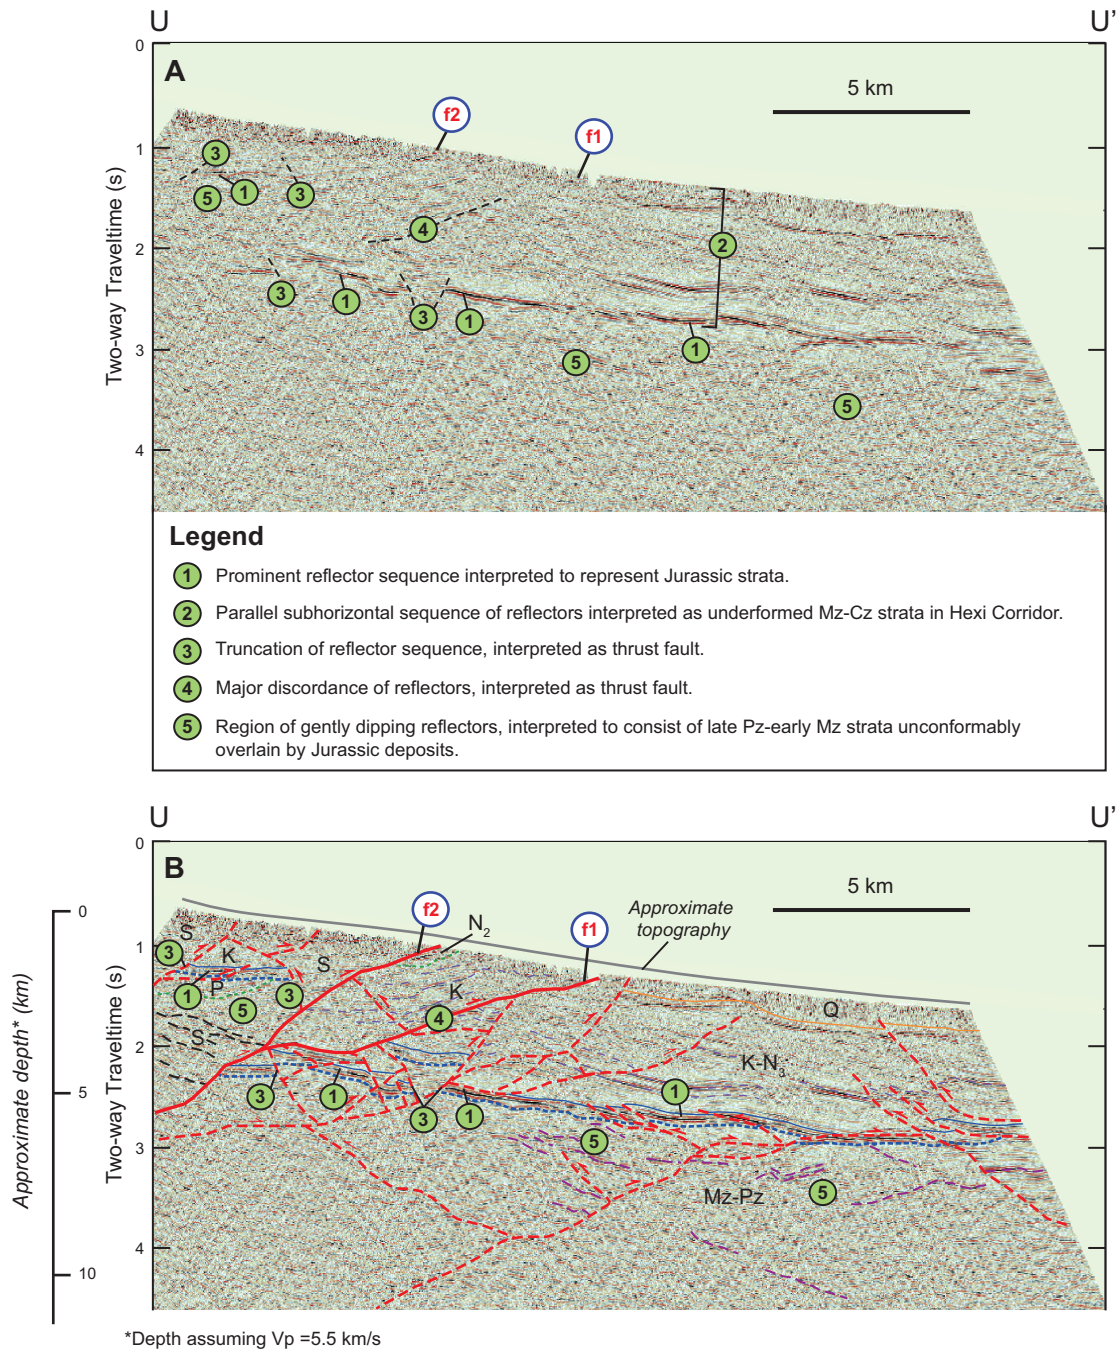 U
U'
0
A
5 km
f2
f1
1
3
5
1
3
4
2
2
3
1
3
1
1
5
5
3
4
Two-way Traveltime (s)
Legend
1 Prominent reflector sequence interpreted to represent Jurassic strata.
2 Parallel subhorizontal sequence of reflectors interpreted as underformed Mz-Cz strata in Hexi Corridor.
3 Truncation of reflector sequence, interpreted as thrust fault.
4 Major discordance of reflectors, interpreted as thrust fault.
5 Region of gently dipping reflectors, interpreted to consist of late Pz-early Mz strata unconformably
overlain by Jurassic deposits.
U
U'
0
B
5 km
f2
N2
f1
Approximate
topography
0
1
S
3
K
S
P
1
5
3
K
4
Q
S
2
K-N3
5
3
1
3
1
1
3
5
Mz-Pz
5
4
10
Approximate depth* (km)
Two-way Traveltime (s)
*Depth assuming Vp =5.5 km/s